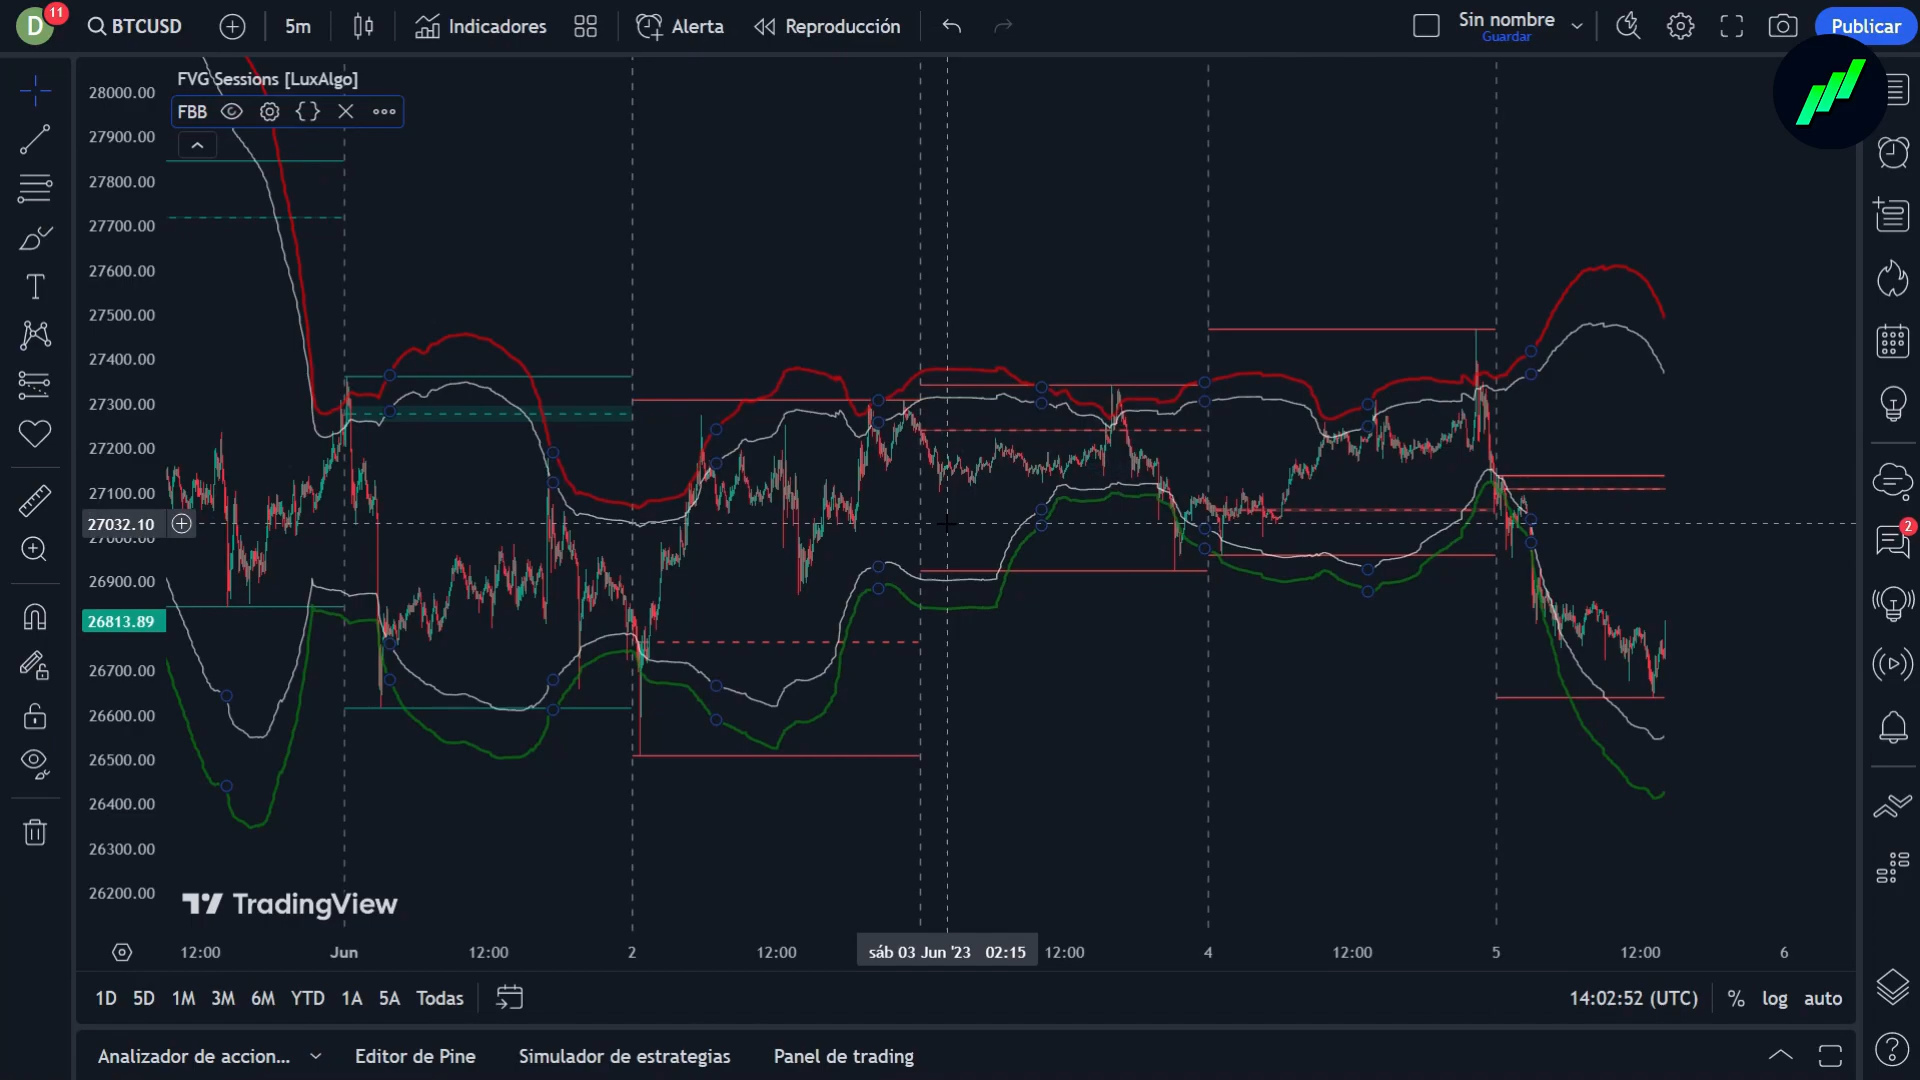 D
11
BTCUSD
5m
Indicadores
Alerta
Reproducción
Sin nombre
Guardar
Publicar
FVG Sessions [LuxAlgo]
FBB
28000.00
27900.00
27800.00
27700.00
27600.00
27500.00
27400.00
27300.00
27200.00
27100.00
27032.10
27000.00
26900.00
26813.89
26700.00
26600.00
26500.00
26400.00
26300.00
26200.00
2
TradingView
12:00
Jun
12:00
2
12:00
sáb 03 Jun '23 02:15
12:00
4
12:00
5
12:00
6
1D
5D
1M
3M
6M
YTD
1A
5A
Todas
14:02:52 (UTC)
%
log
auto
Analizador de accion...
Editor de Pine
Simulador de estrategias
Panel de trading